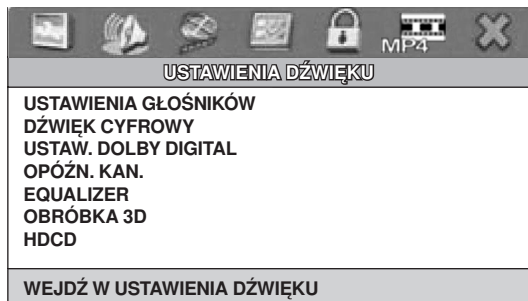 MP4
USTAWIENIA DŹWIĘKU
USTAWIENIA GŁOŚNIKÓW
DŹWIĘK CYFROWY
USTAW. DOLBY DIGITAL
OPÓŹN. KAN.
EQUALIZER
OBRÓBKA 3D
HDCD
WEJDŹ W USTAWIENIA DŹWIĘKU